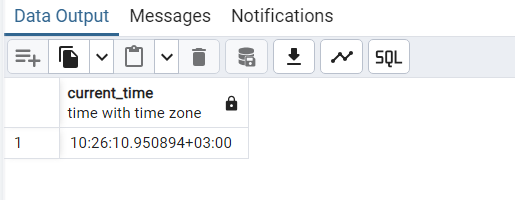 Data Output Messages Notifications
SQL
current_time
time with time zone
1 10:26:10.950894+03:00